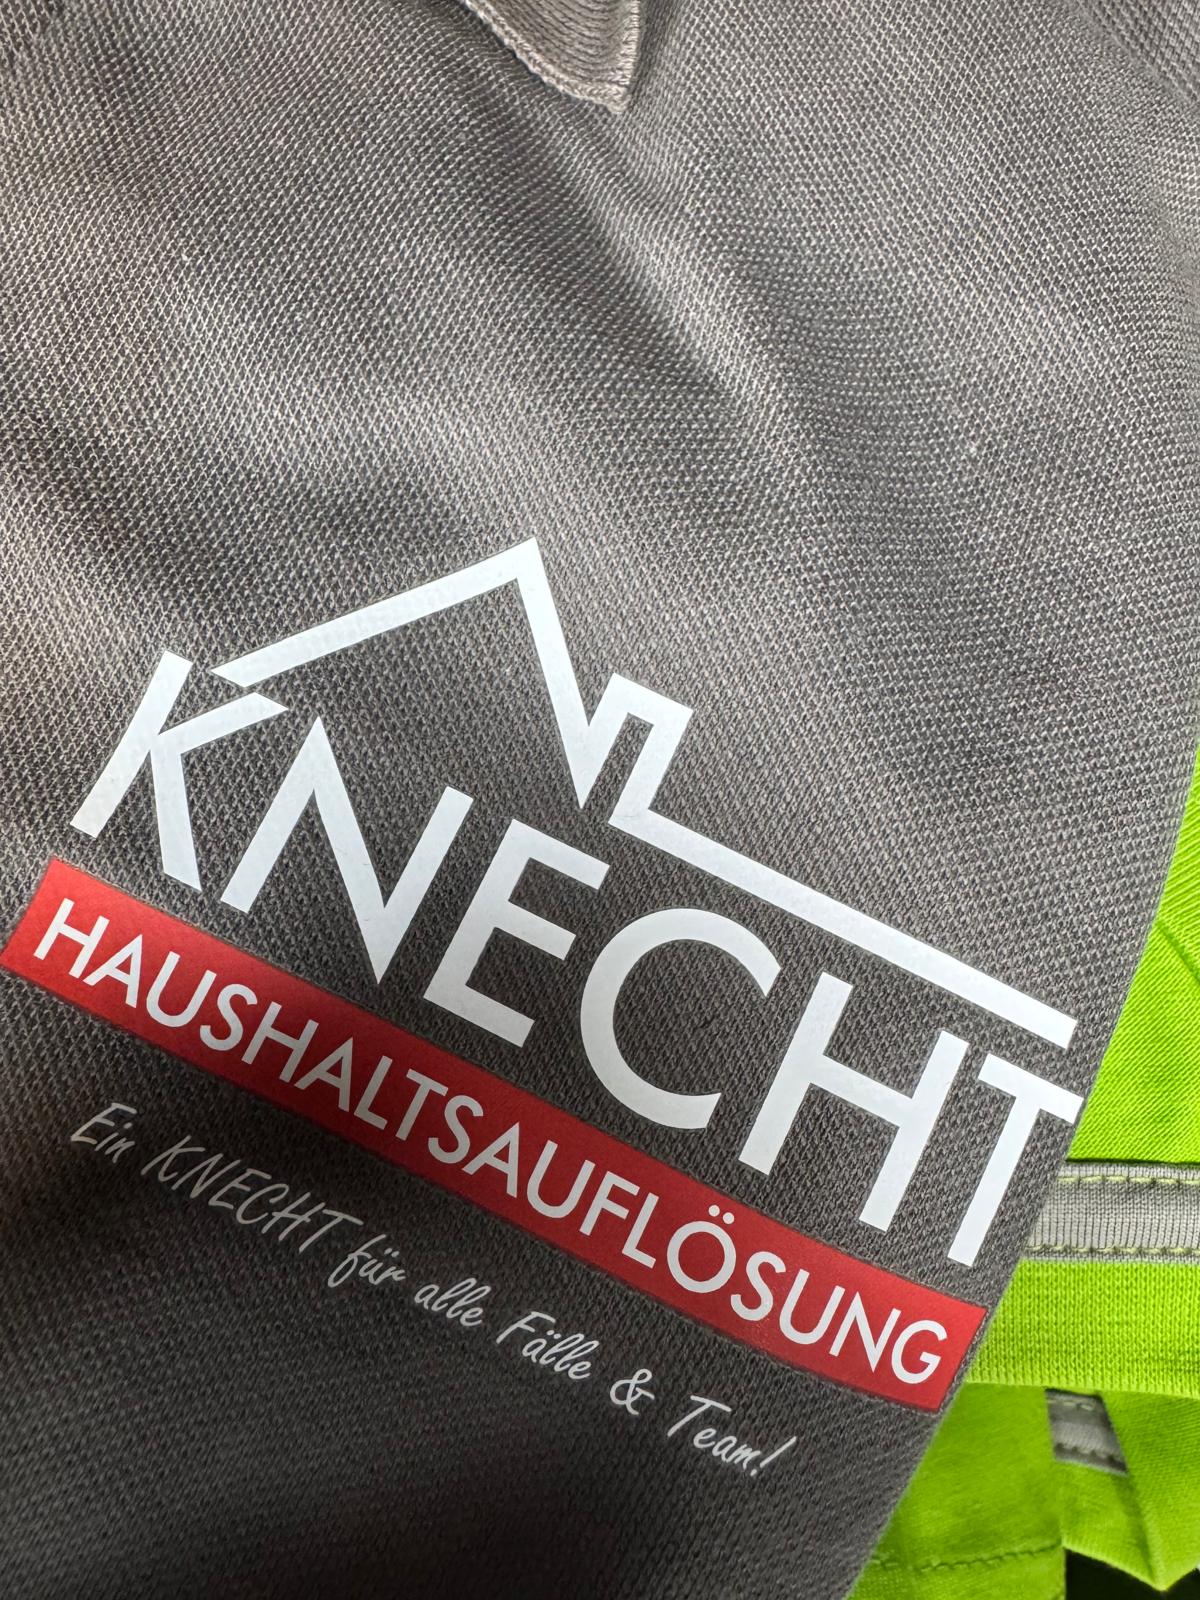 KNECHT
HAUSHALTSAUFLÖSUNG
Ein KNECHT für alle Fälle & Team!